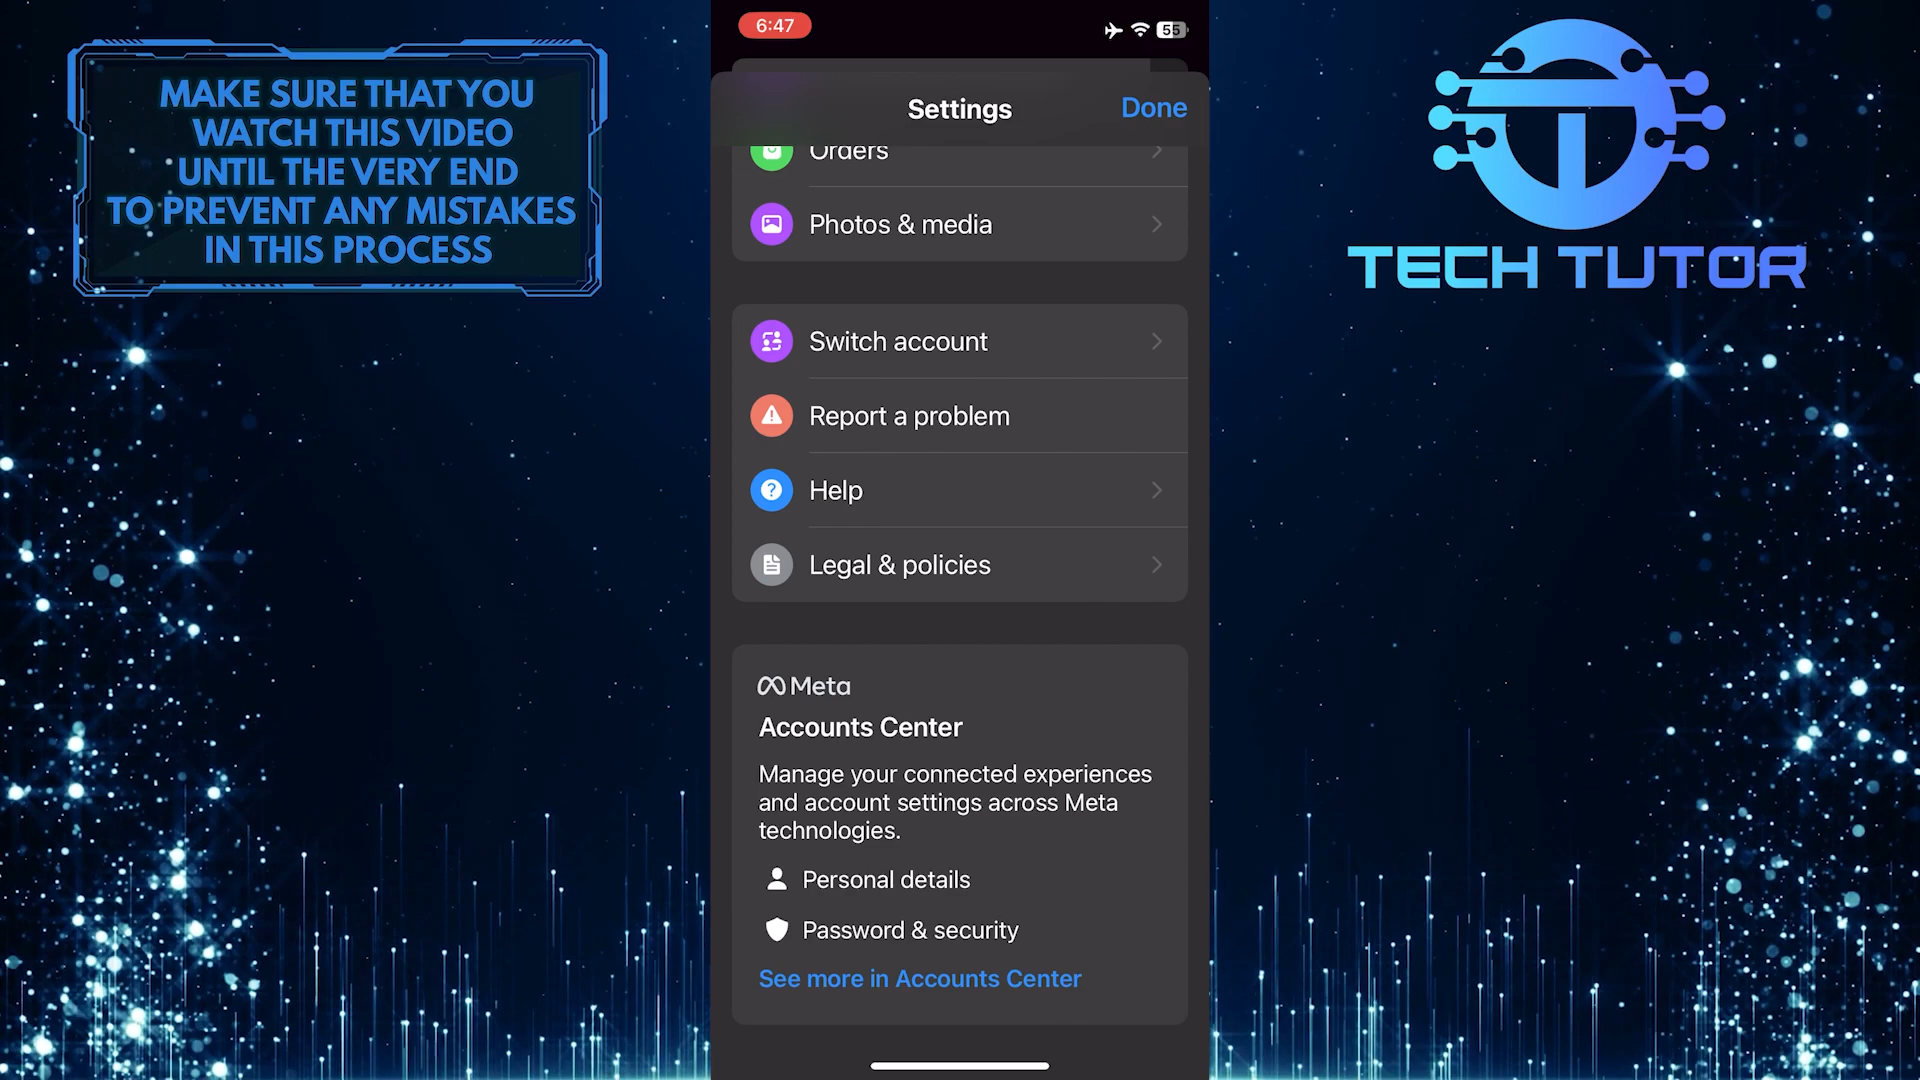 MAKE SURE THAT YOU
WATCH THIS VIDEO
UNTIL THE VERY END
TO PREVENT ANY MISTAKES
IN THIS PROCESS
6:47
55
Settings
Done
Orders
Photos & media
Switch account
Report a problem
Help
Legal & policies
Meta
Accounts Center
Manage your connected experiences
and account settings across Meta
technologies.
Personal details
Password & security
See more in Accounts Center
TECH TUTOR